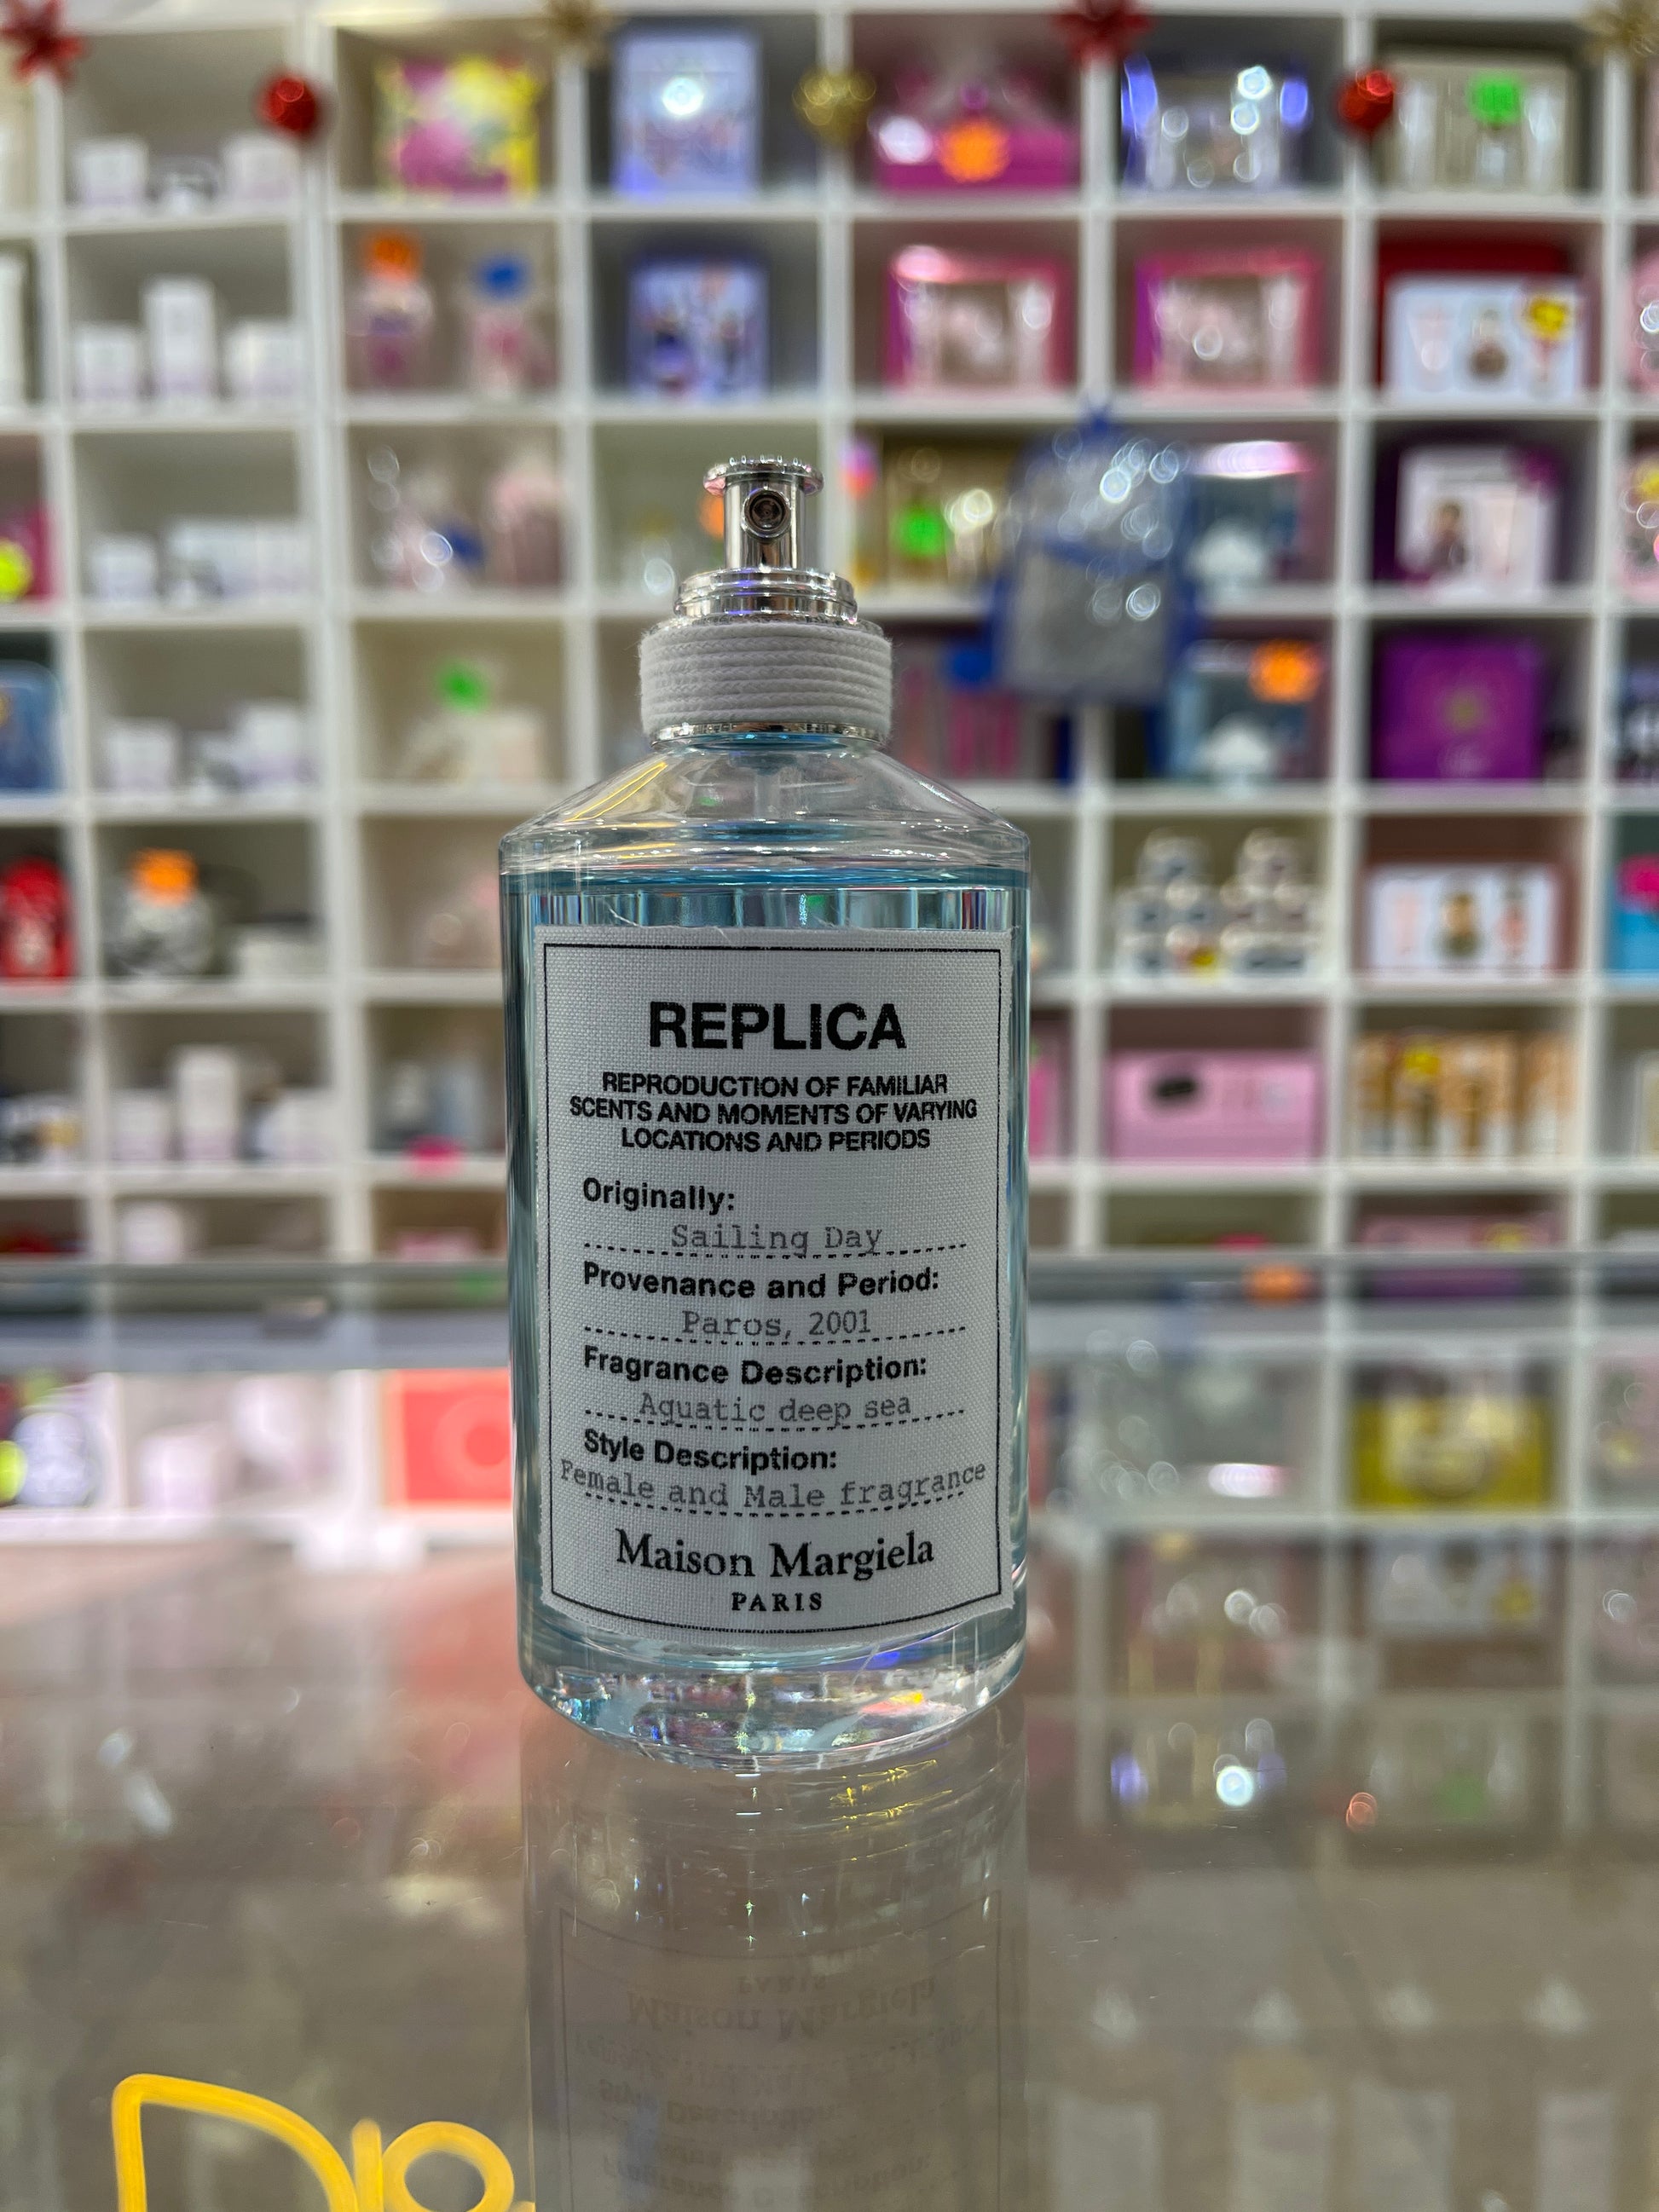 REPLICA
REPRODUCTION OF FAMILIAR
SCENTS AND MOMENTS OF VARYING
LOCATIONS AND PERIODS
Originally:
Sailing Day
Provenance and Period:
Paros, 2001
Fragrance Description:
Aquatic deep sea
Style Description:
Female and Male fragrance
Maison Margiela
PARIS